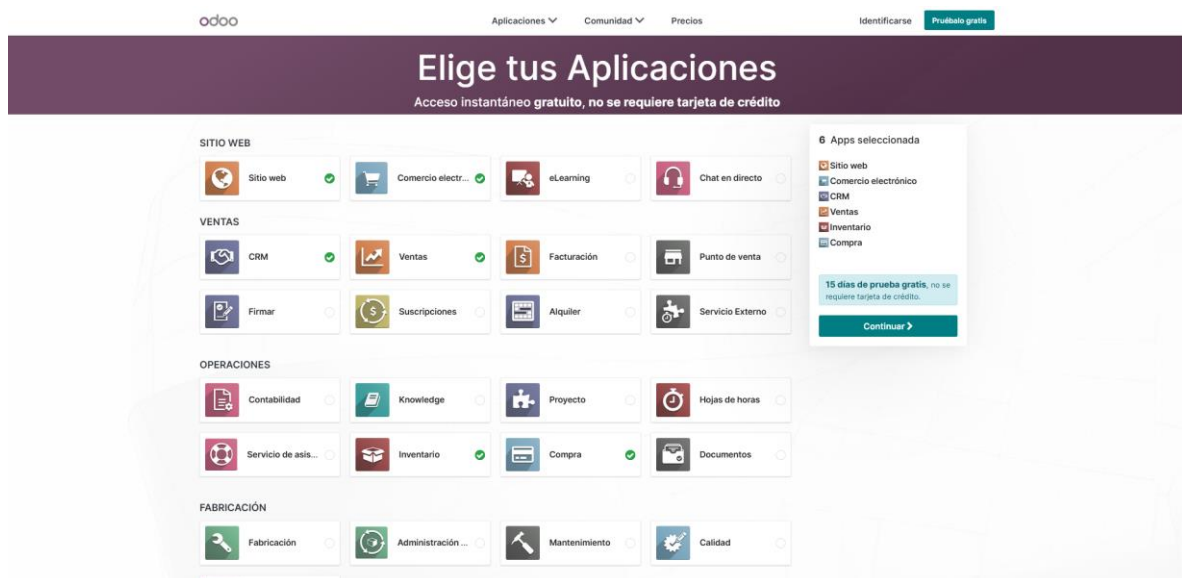 odoo
Aplicaciones
Comunidad
Precios
Identificarse
Pruébalo gratis
Elige tus Aplicaciones
Acceso instantáneo gratuito, no se requiere tarjeta de crédito
SITIO WEB
Sitio web
Comercio electr...
eLearning
Chat en directo
VENTAS
CRM
Ventas
Facturación
Punto de venta
Firmar
Suscripciones
Alquiler
Servicio Externo
OPERACIONES
Contabilidad
Knowledge
Proyecto
Hojas de horas
Servicio de asis...
Inventario
Compra
Documentos
FABRICACIÓN
Fabricación
Administración ...
Mantenimiento
Calidad
6 Apps seleccionada
Sitio web
Comercio electrónico
CRM
Ventas
Inventario
Compra
15 días de prueba gratis, no se
requiere tarjeta de crédito.
Continuar